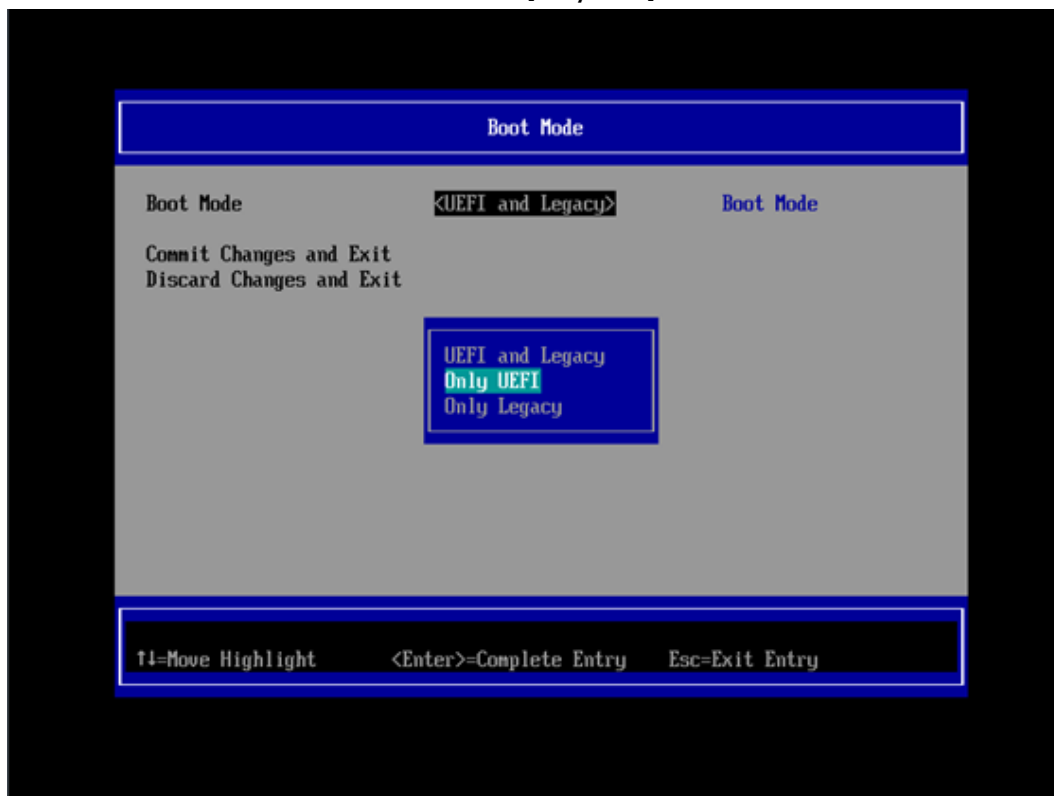 Boot Mode
Boot Mode <UEFI and Legacy> Boot Mode
Commit Changes and Exit
Discard Changes and Exit
UEFI and Legacy
Only UEFI
Only Legacy
↑↓=Move Highlight <Enter>=Complete Entry Esc=Exit Entry